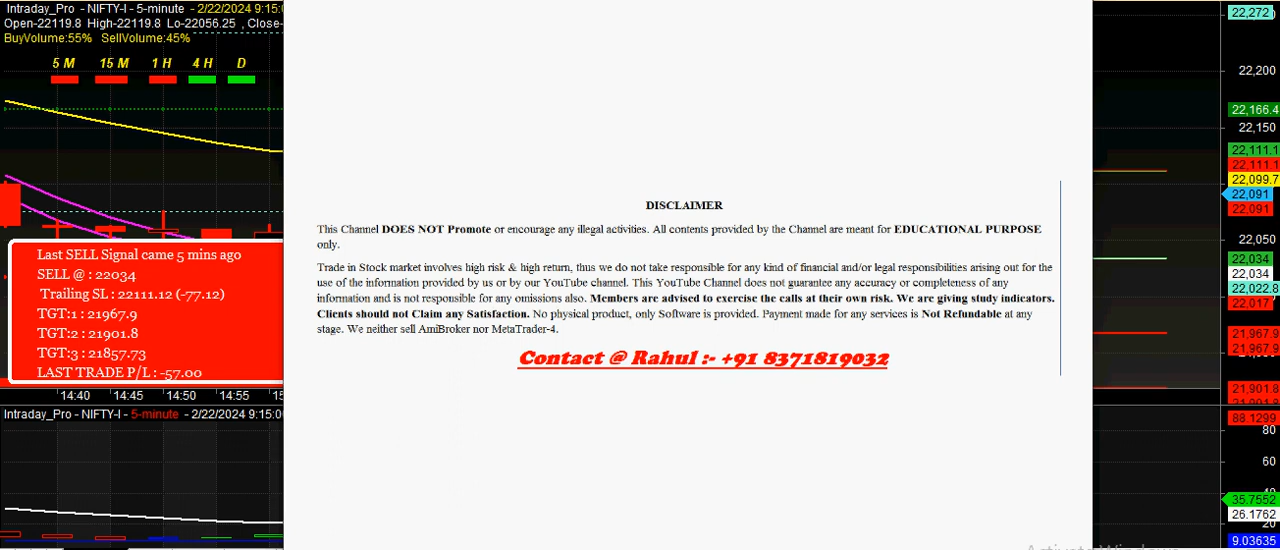 Intraday_Pro - NIFTY-I - 5-minute - 2/22/2024 9:15:0
Open-22119.8 High-22119.8 Lo-22056.25 , Close-
BuyVolume:55% SellVolume:45%
5 M 15 M 1 H 4 H D
Last SELL Signal came 5 mins ago
SELL @ : 22034
Trailing SL : 22111.12 (-77.12)
TGT:1 : 21967.9
TGT:2 : 21901.8
TGT:3 : 21857.73
LAST TRADE P/L : -57.00
14:40 14:45 14:50 14:55 15
Intraday_Pro - NIFTY-I - 5-minute - 2/22/2024 9:15:0
DISCLAIMER
This Channel DOES NOT Promote or encourage any illegal activities. All contents provided by the Channel are meant for EDUCATIONAL PURPOSE
only.
Trade in Stock market involves high risk & high return, thus we do not take responsible for any kind of financial and/or legal responsibilities arising out for the
use of the information provided by us or by our YouTube channel. This YouTube Channel does not guarantee any accuracy or completeness of any
information and is not responsible for any omissions also. Members are advised to exercise the calls at their own risk. We are giving study indicators.
Clients should not Claim any Satisfaction. No physical product, only Software is provided. Payment made for any services is Not Refundable at any
stage. We neither sell AmiBroker nor MetaTrader-4.
Contact @ Rahul :- +91 8371819032
22,272
22,200
22,166.4
22,150
22,111.1
22,111.1
22,099.7
22,091
22,091
22,050
22,034
22,034
22,022.8
22,017
21,967.9
21,967.9
21,901.8
88.1299
80
60
40
35.7552
26.1762
20
9.03635